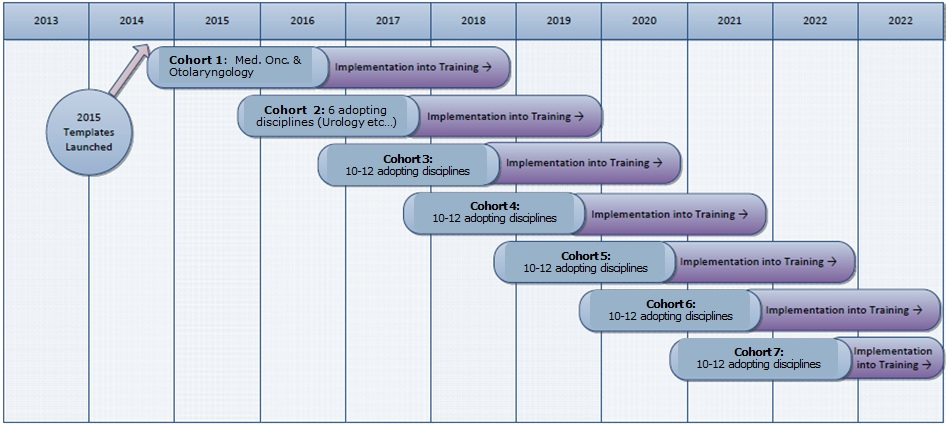 2013 2014 2015 2016 2017 2018 2019 2020 2021 2022 2022
Cohort 1: Med. Onc. &
Otolaryngology
Implementation into Training →
2015
Templates
Launched
Cohort 2: 6 adopting
disciplines (Urology etc...)
Implementation into Training →
Cohort 3:
10-12 adopting disciplines
Implementation into Training →
Cohort 4:
10-12 adopting disciplines
Implementation into Training →
Cohort 5:
10-12 adopting disciplines
Implementation into Training →
Cohort 6:
10-12 adopting disciplines
Implementation into Training →
Cohort 7:
10-12 adopting disciplines
Implementation
into Training →